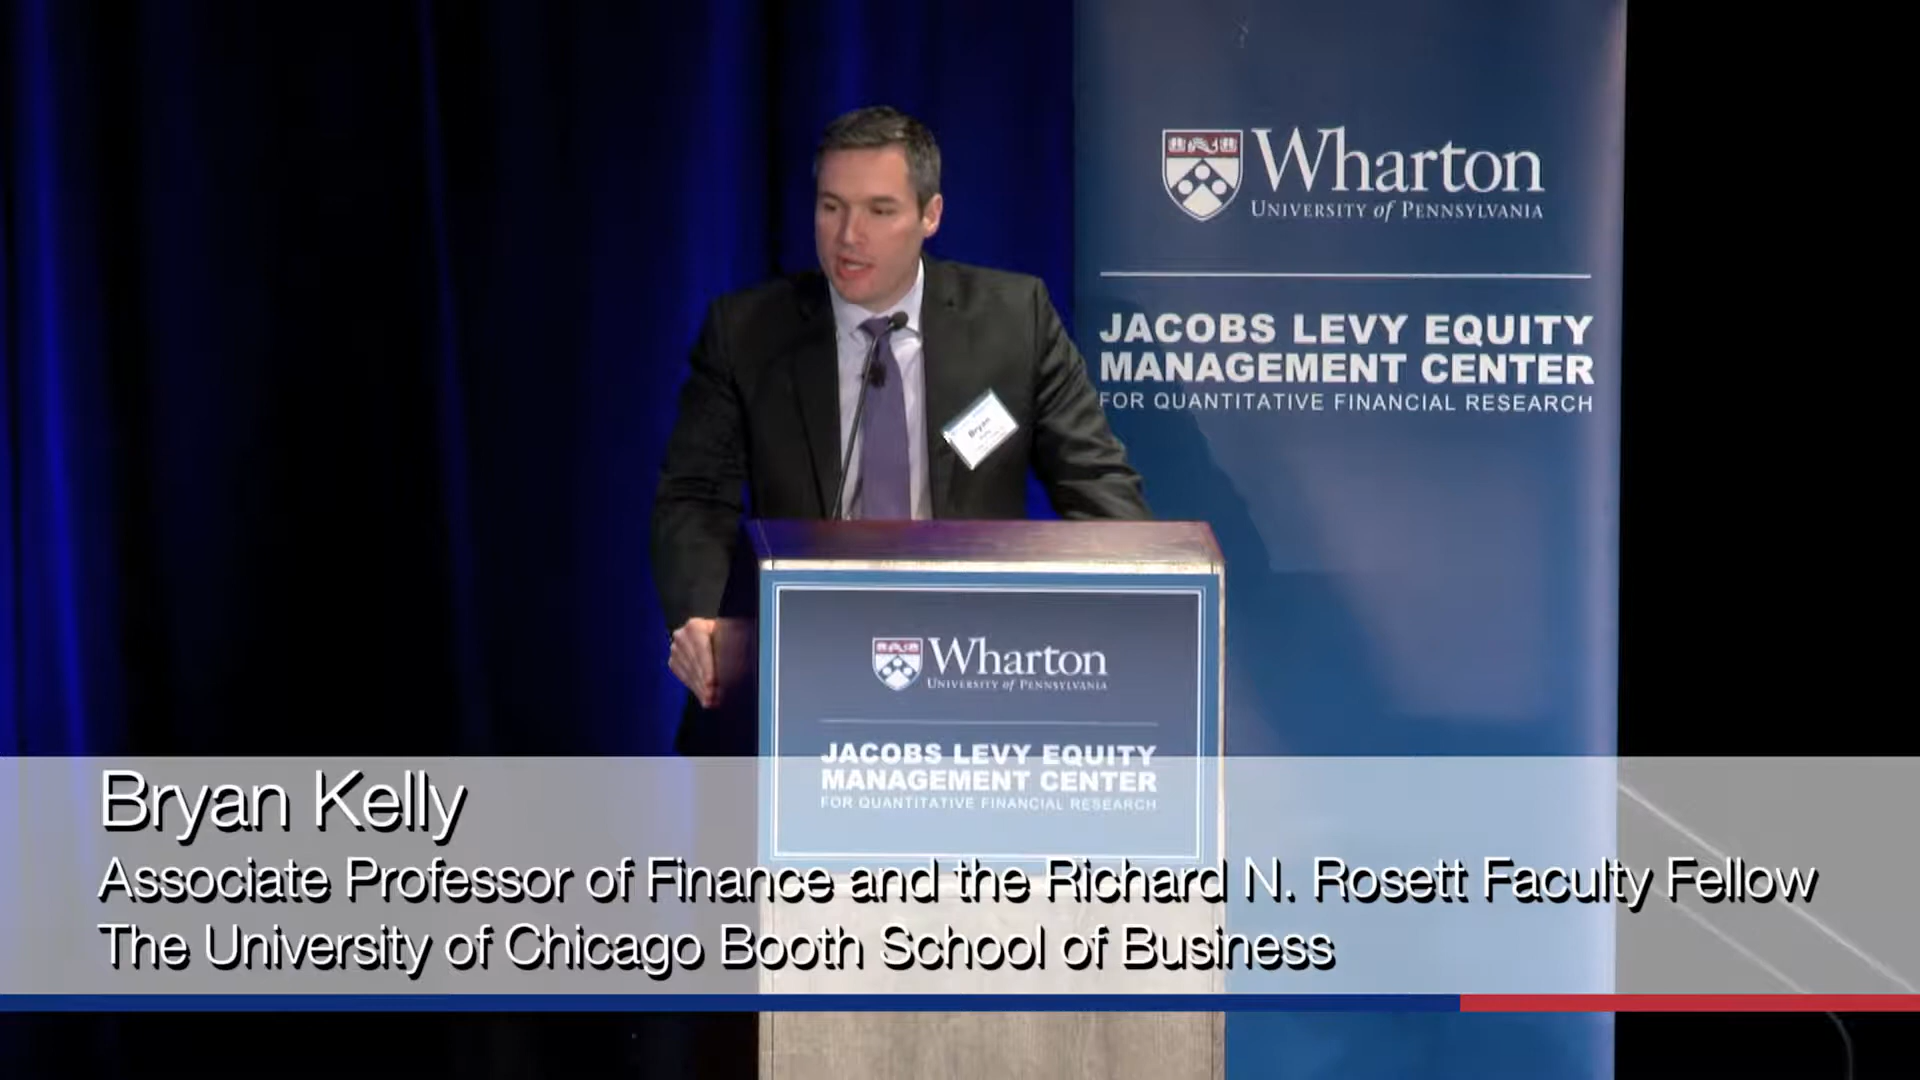 Wharton
UNIVERSITY of PENNSYLVANIA
JACOBS LEVY EQUITY
MANAGEMENT CENTER
FOR QUANTITATIVE FINANCIAL RESEARCH
Bryan
Wharton
UNIVERSITY of PENNSYLVANIA
JACOBS LEVY EQUITY
MANAGEMENT CENTER
FOR QUANTITATIVE FINANCIAL RESEARCH
Bryan Kelly
Associate Professor of Finance and the Richard N. Rosett Faculty Fellow
The University of Chicago Booth School of Business